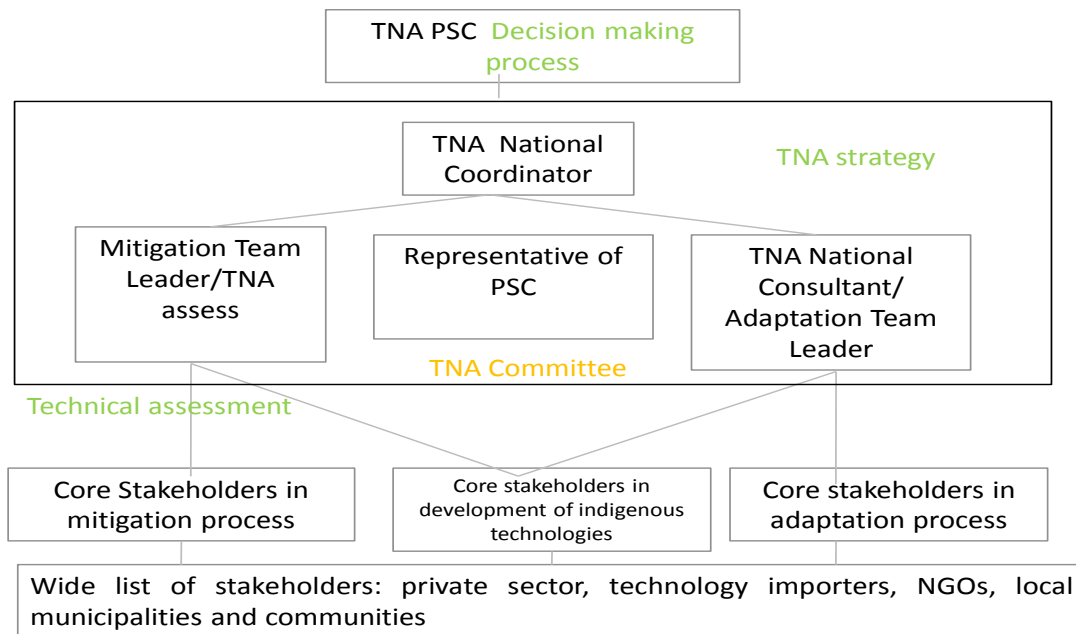 TNA PSC Decision making
process
TNA National
Coordinator
TNA strategy
Mitigation Team
Leader/TNA
assess
Representative of
PSC
TNA National
Consultant/
Adaptation Team
Leader
TNA Committee
Technical assessment
Core Stakeholders in
mitigation process
Core stakeholders in
development of indigenous
technologies
Core stakeholders in
adaptation process
Wide list of stakeholders: private sector, technology importers, NGOs, local
municipalities and communities